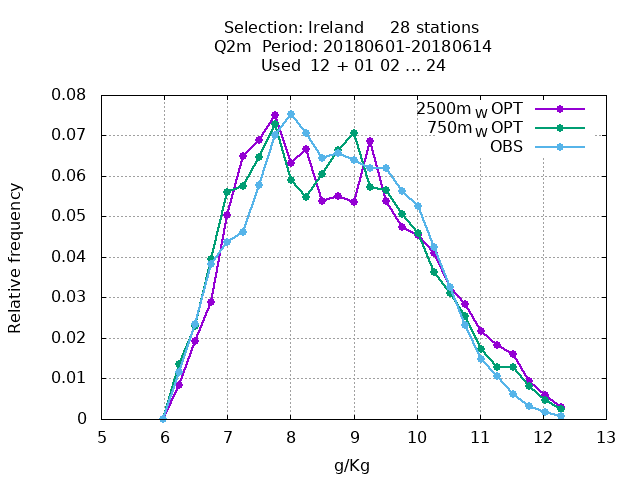 Selection: Ireland     28 stations
Q2m  Period: 20180601-20180614
Used  12 + 01 02 ... 24
0.08
2500m W OPT
750m W OPT
OBS
0.07
0.06
0.05
0.04
0.03
0.02
0.01
0
Relative frequency
5 6 7 8 9 10 11 12 13
g/Kg